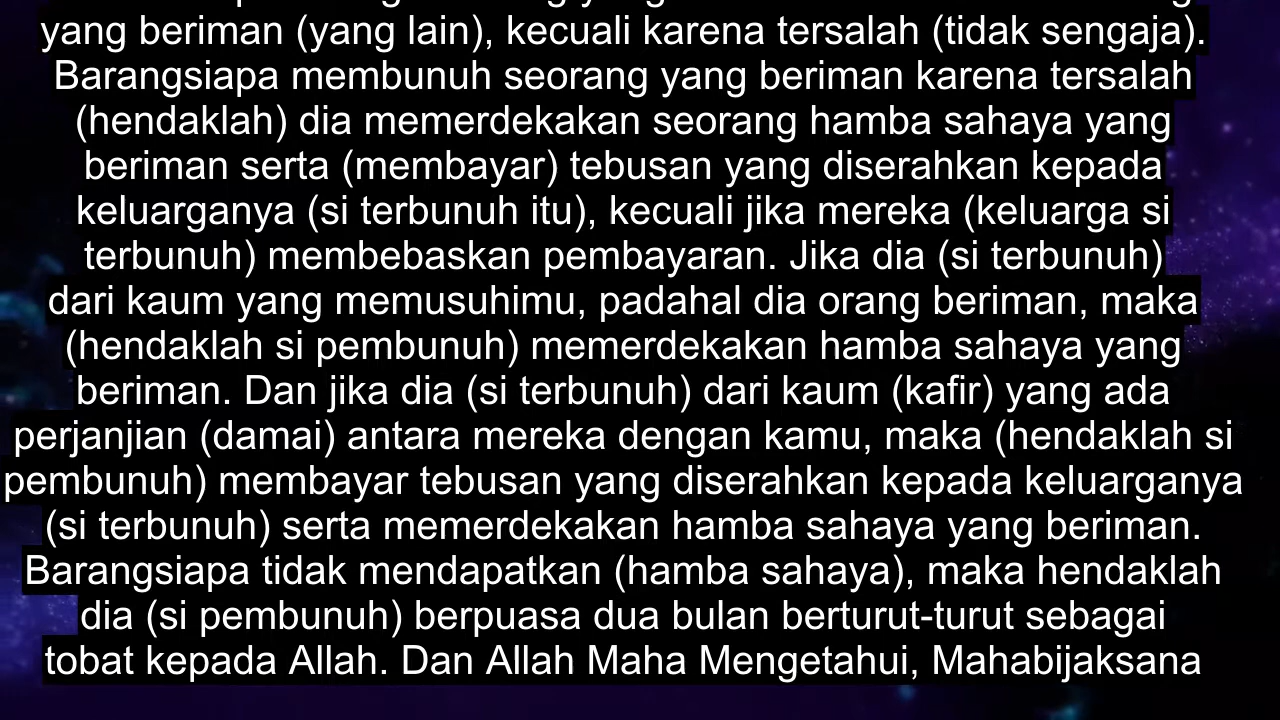 yang beriman (yang lain), kecuali karena tersalah (tidak sengaja).
Barangsiapa membunuh seorang yang beriman karena tersalah
(hendaklah) dia memerdekakan seorang hamba sahaya yang
beriman serta (membayar) tebusan yang diserahkan kepada
keluarganya (si terbunuh itu), kecuali jika mereka (keluarga si
terbunuh) membebaskan pembayaran. Jika dia (si terbunuh)
dari kaum yang memusuhimu, padahal dia orang beriman, maka
(hendaklah si pembunuh) memerdekakan hamba sahaya yang
beriman. Dan jika dia (si terbunuh) dari kaum (kafir) yang ada
perjanjian (damai) antara mereka dengan kamu, maka (hendaklah si
pembunuh) membayar tebusan yang diserahkan kepada keluarganya
(si terbunuh) serta memerdekakan hamba sahaya yang beriman.
Barangsiapa tidak mendapatkan (hamba sahaya), maka hendaklah
dia (si pembunuh) berpuasa dua bulan berturut-turut sebagai
tobat kepada Allah. Dan Allah Maha Mengetahui, Mahabijaksana